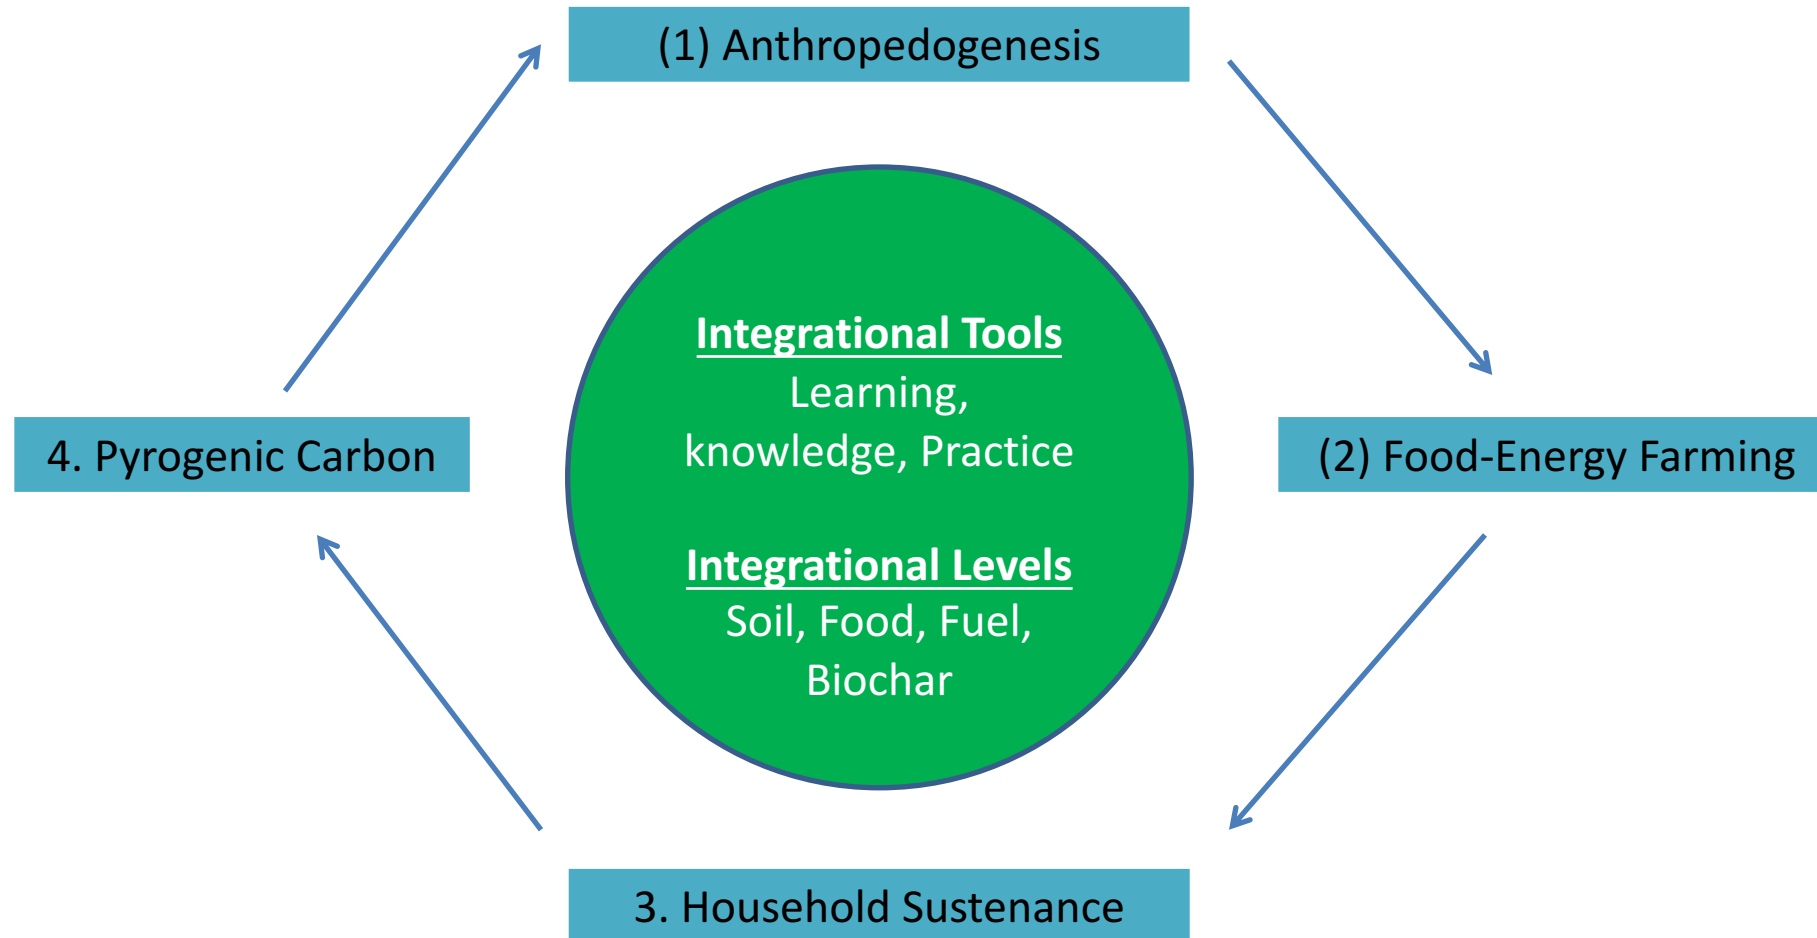 (1) Anthropedogenesis
Integrational Tools
Learning,
knowledge, Practice
4. Pyrogenic Carbon
(2) Food-Energy Farming
Integrational Levels
Soil, Food, Fuel,
Biochar
3. Household Sustenance